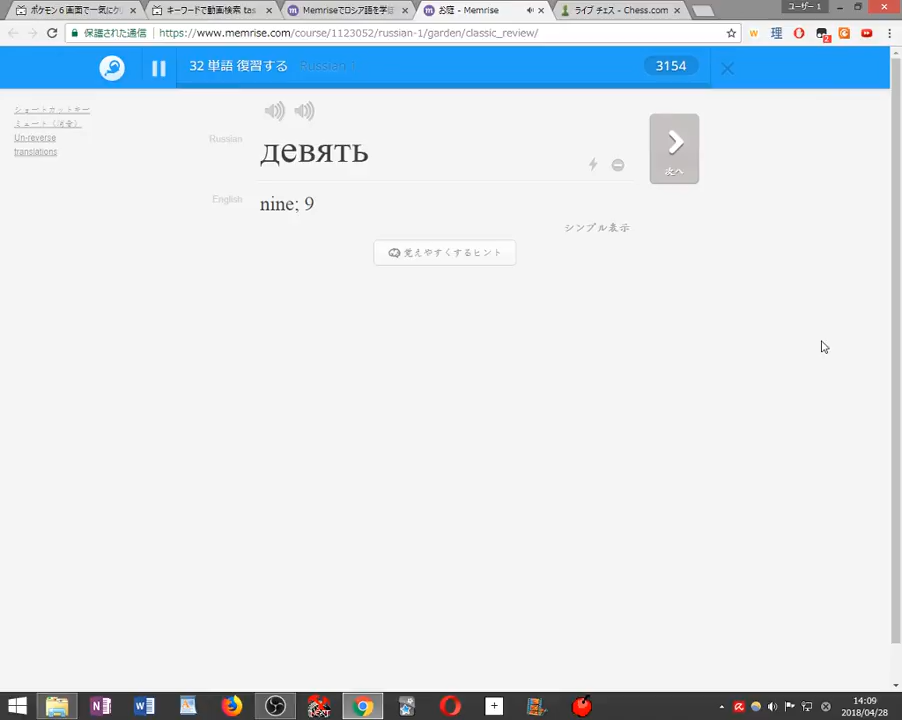 ポケモン6画面で一気にク
キーワードで動画検索 tas
Memriseでロシア語を学ぼ
お庭 - Memrise
ライブ チェス - Chess.com
ユーザー 1
保護された通信
https://www.memrise.com/course/1123052/russian-1/garden/classic_review/
32 単語 復習する
Russian 1
3154
ショートカットキー
ミュート (消音)
Un-reverse
translations
Russian
девять
次へ
English
nine; 9
シンプル表示
覚えやすくするヒント
14:09
2018/04/28